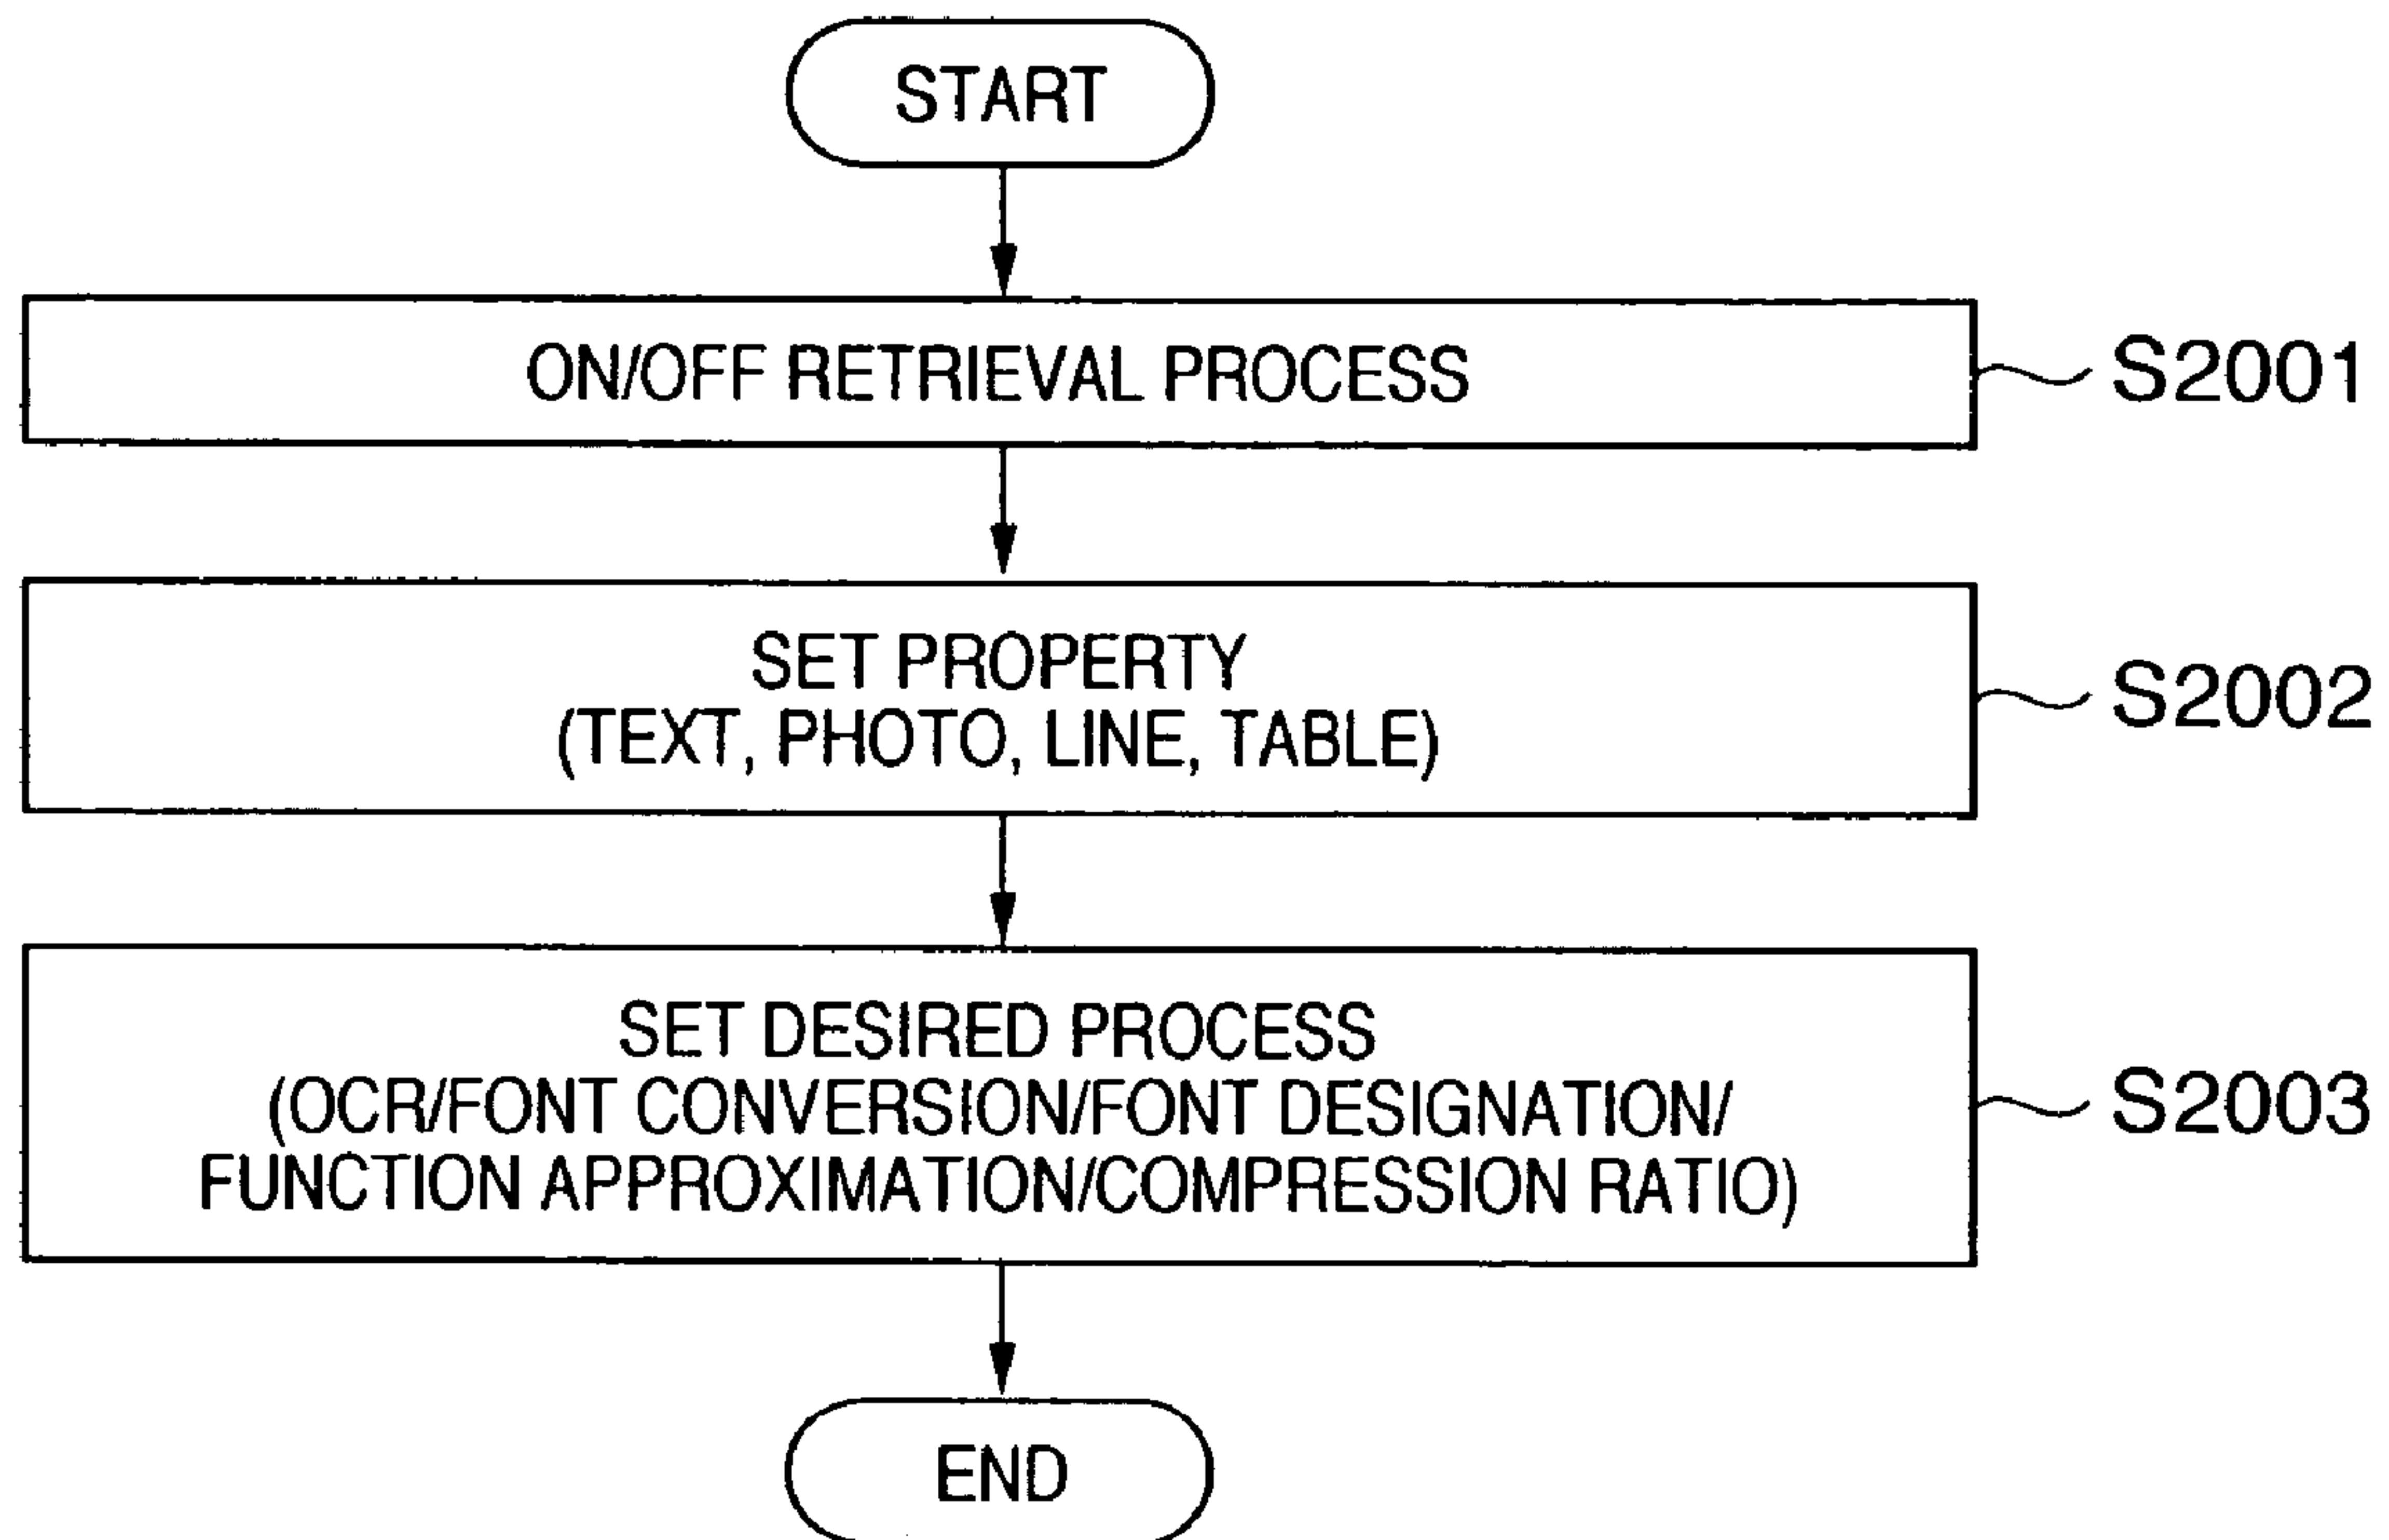 START
ON/OFF RETRIEVAL PROCESS
S2001
SET PROPERTY
(TEXT, PHOTO, LINE, TABLE)
S2002
SET DESIRED PROCESS
(OCR/FONT CONVERSION/FONT DESIGNATION/
FUNCTION APPROXIMATION/COMPRESSION RATIO)
S2003
END